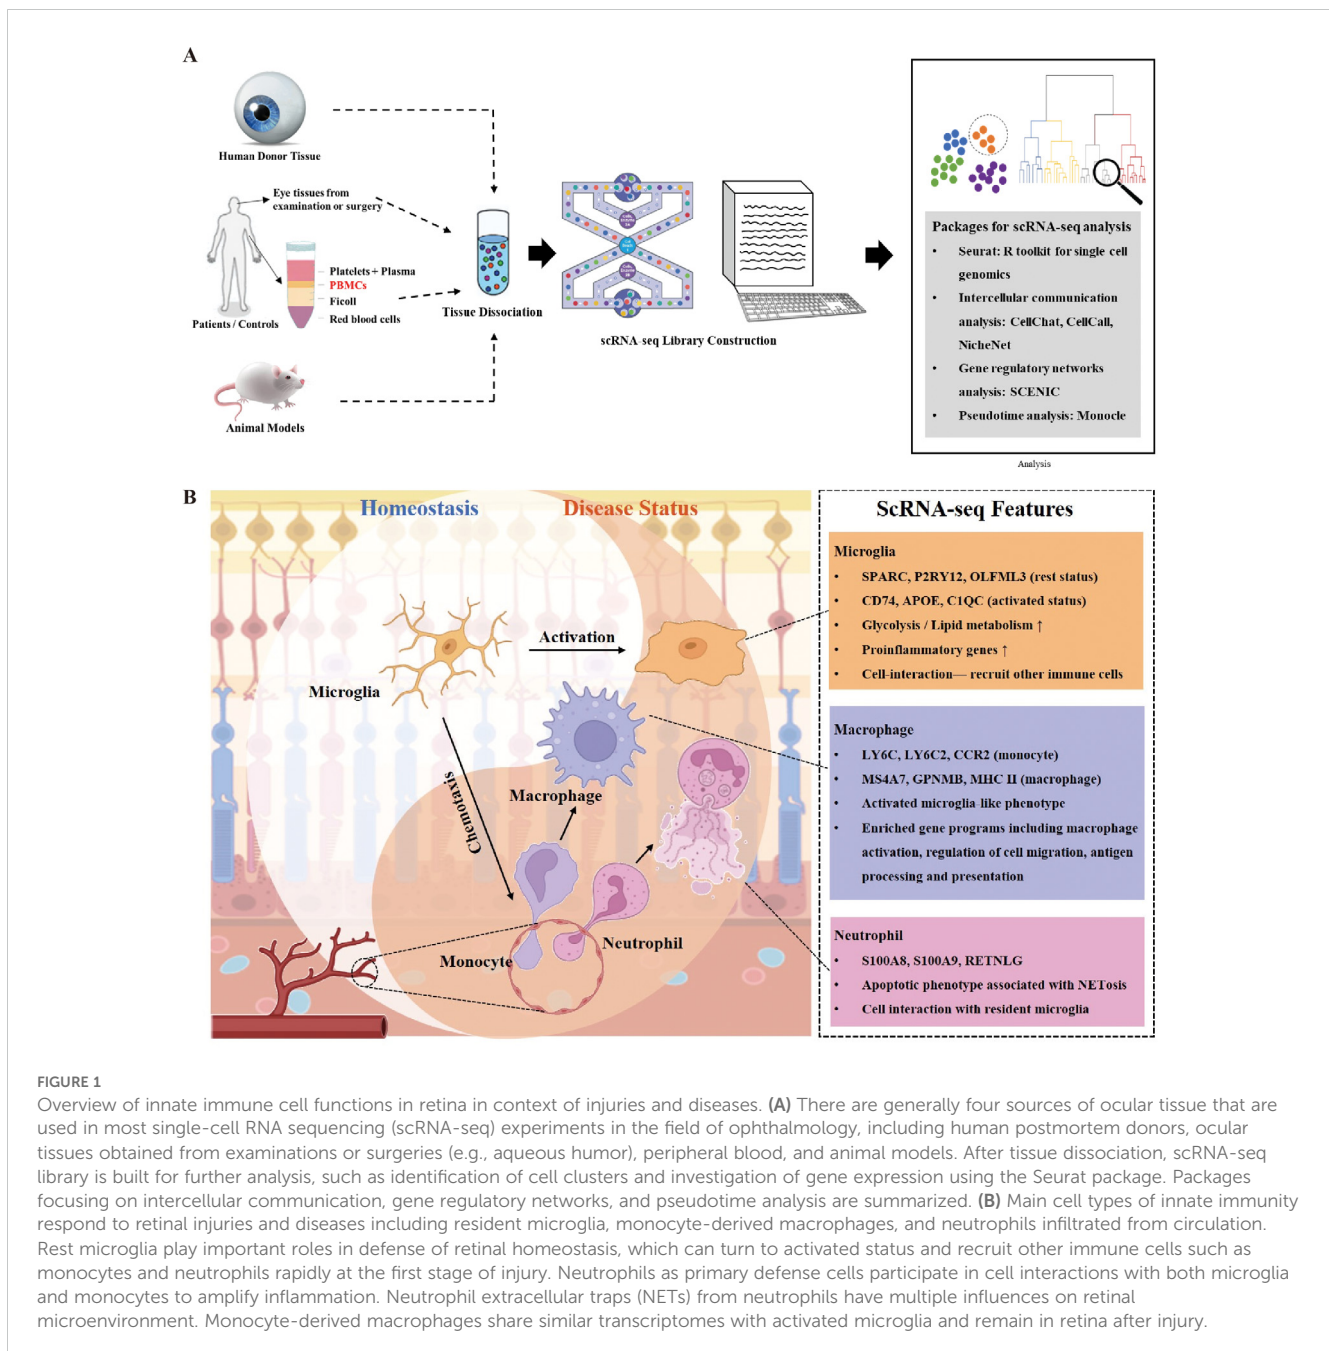 A
Human Donor Tissue
Eye tissues from
examination or surgery
Platelets + Plasma
PBMCs
Ficoll
Red blood cells
Patients / Controls
Animal Models
Tissue Dissociation
scRNA-seq Library Construction
Packages for scRNA-seq analysis
• Seurat: R toolkit for single cell
genomics
• Intercellular communication
analysis: CellChat, CellCall,
NicheNet
• Gene regulatory networks
analysis: SCENIC
• Pseudotime analysis: Monocle
Analysis
B
Homeostasis
Disease Status
Microglia
Activation
Chemotaxis
Macrophage
Monocyte
Neutrophil
ScRNA-seq Features
Microglia
• SPARC, P2RY12, OLFML3 (rest status)
• CD74, APOE, C1QC (activated status)
• Glycolysis / Lipid metabolism ↑
• Proinflammatory genes ↑
• Cell-interaction— recruit other immune cells
Macrophage
• LY6C, LY6C2, CCR2 (monocyte)
• MS4A7, GPNMB, MHC II (macrophage)
• Activated microglia-like phenotype
• Enriched gene programs including macrophage
activation, regulation of cell migration, antigen
processing and presentation
Neutrophil
• S100A8, S100A9, RETNLG
• Apoptotic phenotype associated with NETosis
• Cell interaction with resident microglia
FIGURE 1
Overview of innate immune cell functions in retina in context of injuries and diseases. (A) There are generally four sources of ocular tissue that are
used in most single-cell RNA sequencing (scRNA-seq) experiments in the field of ophthalmology, including human postmortem donors, ocular
tissues obtained from examinations or surgeries (e.g., aqueous humor), peripheral blood, and animal models. After tissue dissociation, scRNA-seq
library is built for further analysis, such as identification of cell clusters and investigation of gene expression using the Seurat package. Packages
focusing on intercellular communication, gene regulatory networks, and pseudotime analysis are summarized. (B) Main cell types of innate immunity
respond to retinal injuries and diseases including resident microglia, monocyte-derived macrophages, and neutrophils infiltrated from circulation.
Rest microglia play important roles in defense of retinal homeostasis, which can turn to activated status and recruit other immune cells such as
monocytes and neutrophils rapidly at the first stage of injury. Neutrophils as primary defense cells participate in cell interactions with both microglia
and monocytes to amplify inflammation. Neutrophil extracellular traps (NETs) from neutrophils have multiple influences on retinal
microenvironment. Monocyte-derived macrophages share similar transcriptomes with activated microglia and remain in retina after injury.